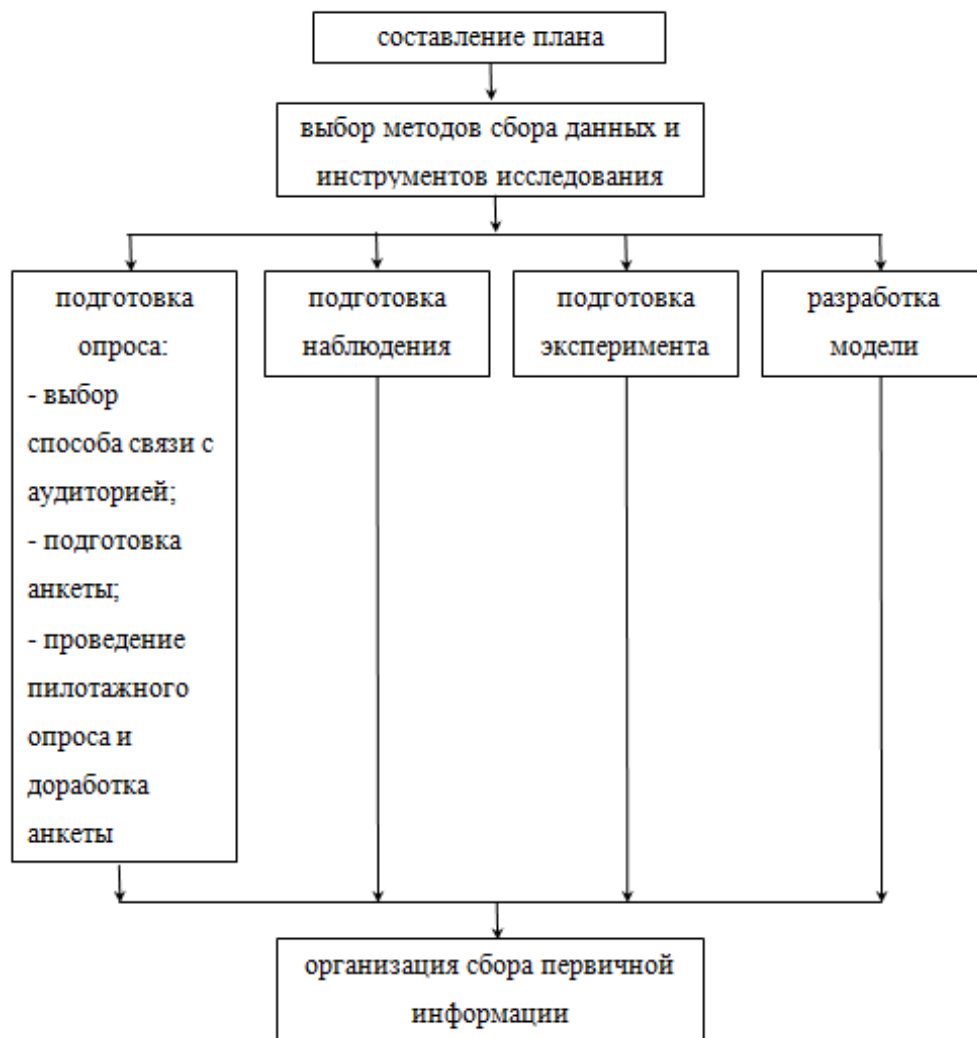 составление плана
выбор методов сбора данных и
инструментов исследования
подготовка
опроса:
- выбор
способа связи с
аудиторией;
- подготовка
анкеты;
- проведение
пилотажного
опроса и
доработка
анкеты
подготовка
наблюдения
подготовка
эксперимента
разработка
модели
организация сбора первичной
информации